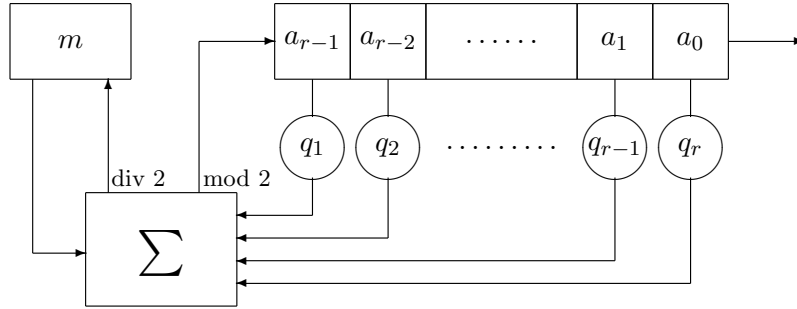 m a_{r−1} a_{r−2} ...... a_1 a_0
q_1 q_2 ......... q_{r−1} q_r
div 2 mod 2
∑